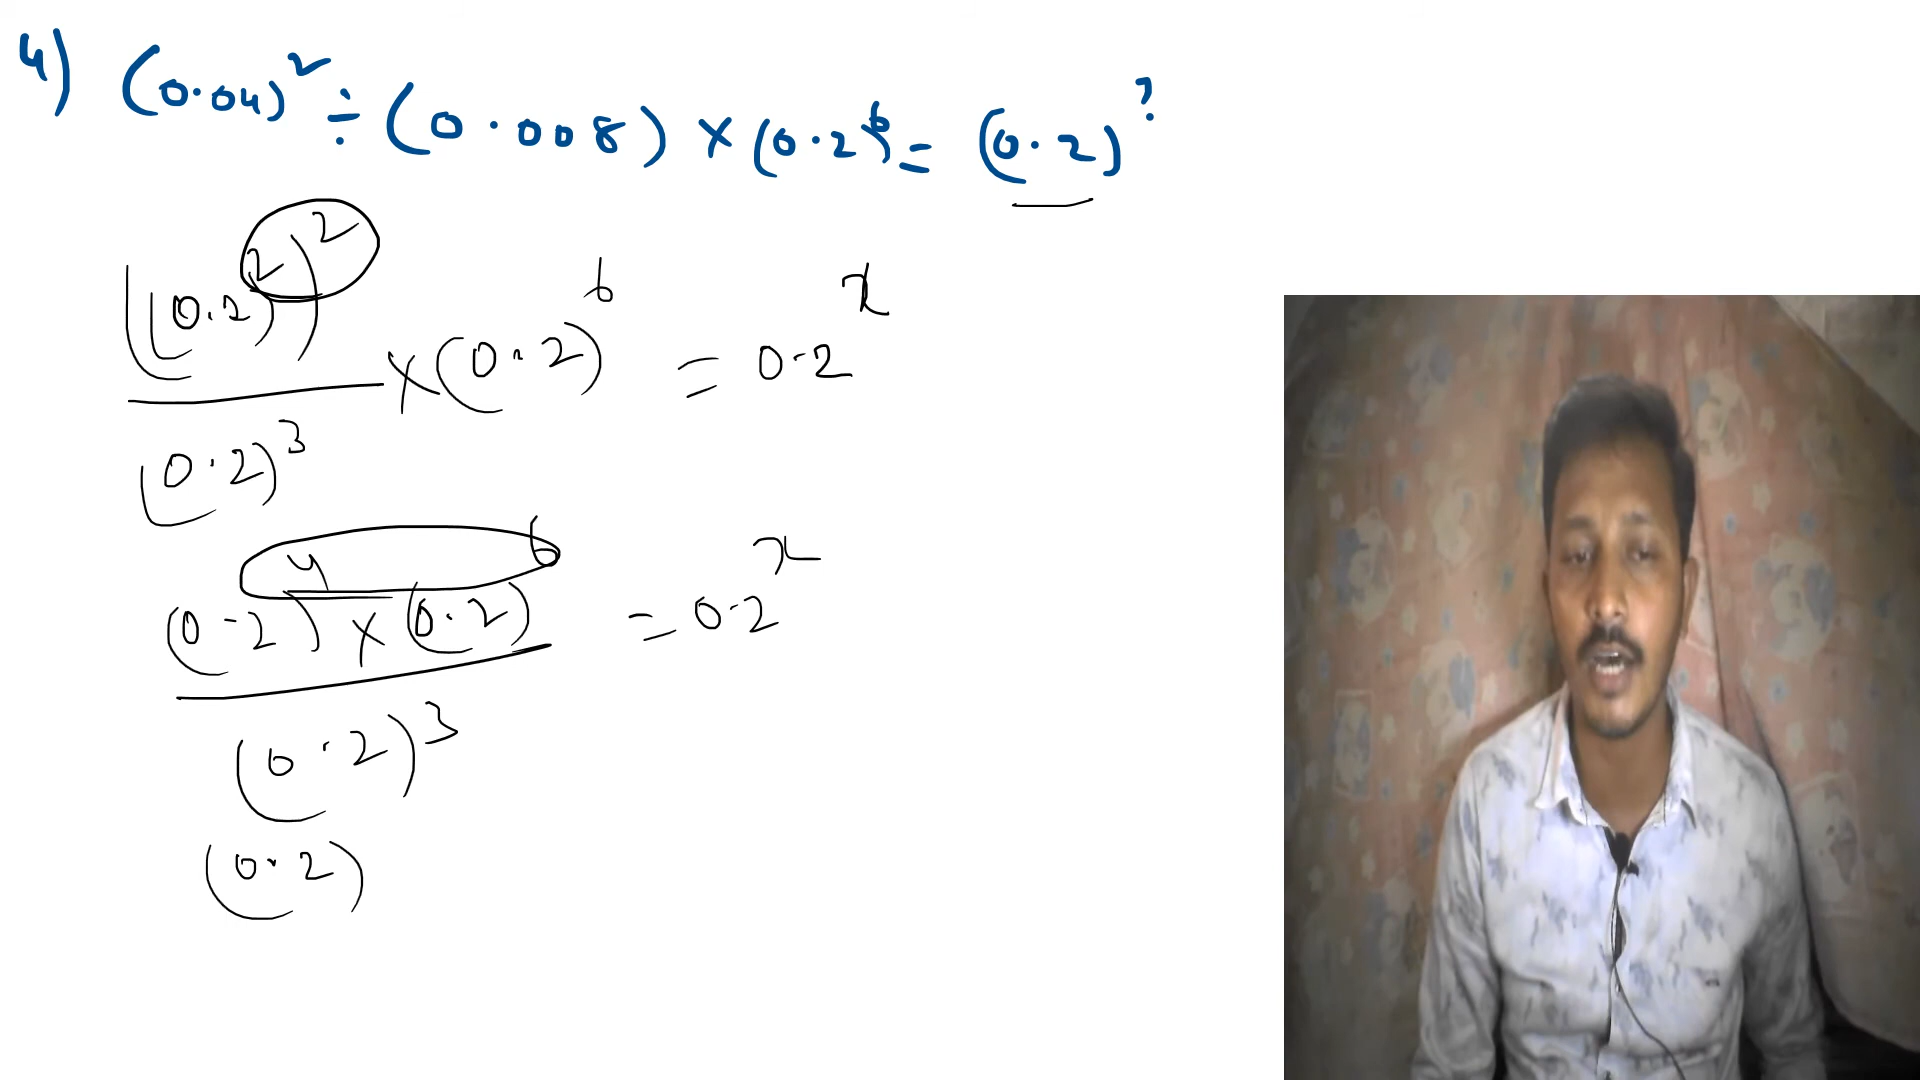 4) (0.04)² ÷ (0.008) × (0.2)⁶ = (0.2)^?
((0.2)²)² / (0.2)³ × (0.2)⁶ = 0.2^x
(0.2)⁴ × (0.2)⁶ / (0.2)³ = 0.2^x
(0.2)